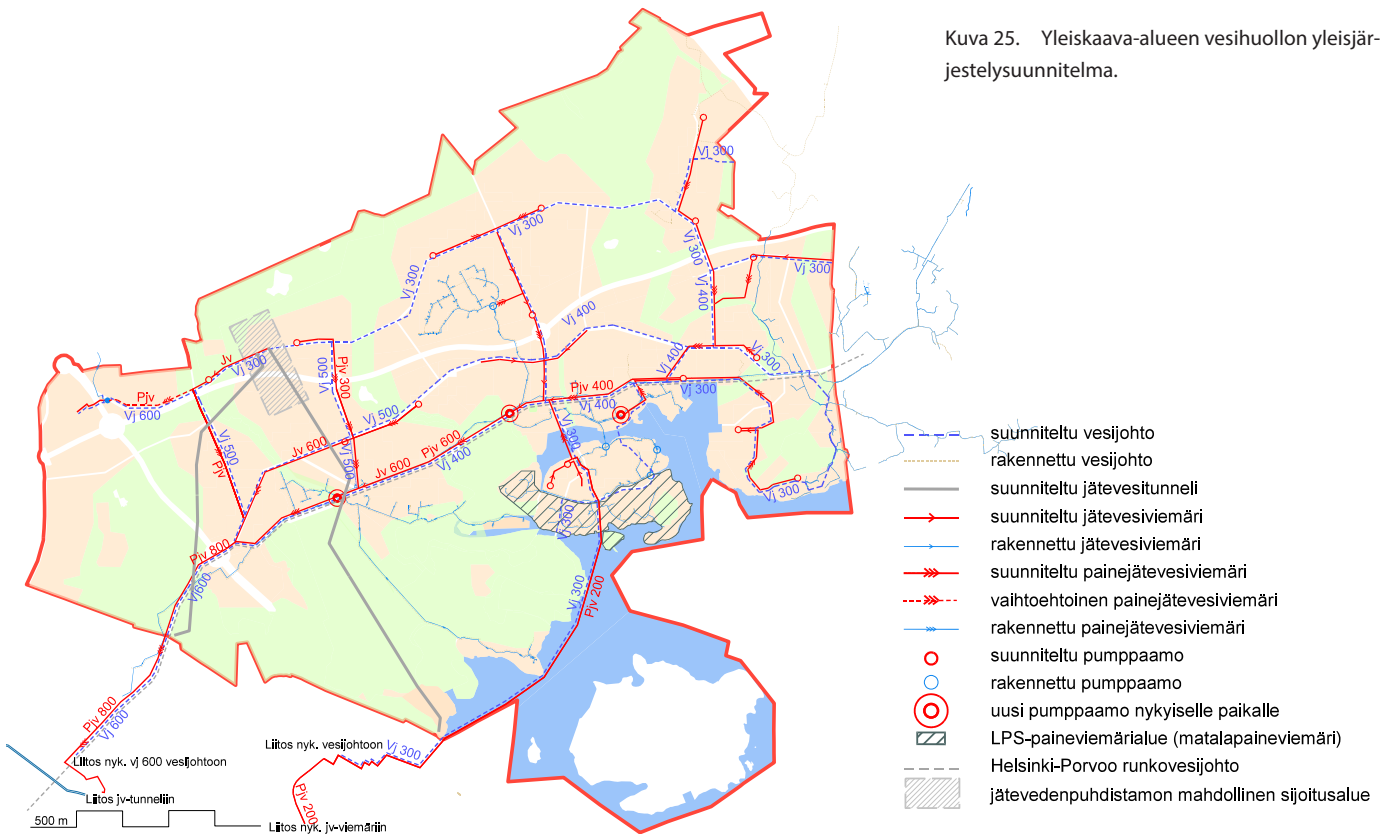 Kuva 25. Yleiskaava-alueen vesihuollon yleisjär-
jestelysuunnitelma.
Vj 300
Vj 300
Vj 300
Vj 300
Vj 400
Vj 300
Vj 400
Jv
Vj 300
Pjv
Vj 600
Vj 500
Pjv 300
Vj 500
Pjv 400
Vj 400
Vj 400
Vj 300
Vj 300
Vj 500
Pjv
Jv 600
Vj 500
Jv 600
Pjv 600
Vj 400
Vj 300
Vj 300
Vj 300
Pjv 800
Vj600
Vj 300
Pjv 200
Pjv 800
Vj 600
Liitos nyk. vj 600 vesijohtoon
Liitos jv-tunneliin
500 m
Liitos nyk. vesijohtoon
Vj 300
Pjv 200
Liitos nyk. jv-viemäriin
suunniteltu vesijohto
rakennettu vesijohto
suunniteltu jätevesitunneli
suunniteltu jätevesiviemäri
rakennettu jätevesiviemäri
suunniteltu painejätevesiviemäri
vaihtoehtoinen painejätevesiviemäri
rakennettu painejätevesiviemäri
suunniteltu pumppaamo
rakennettu pumppaamo
uusi pumppaamo nykyiselle paikalle
LPS-paineviemärialue (matalapaineviemäri)
Helsinki-Porvoo runkovesijohto
jätevedenpuhdistamon mahdollinen sijoitusalue